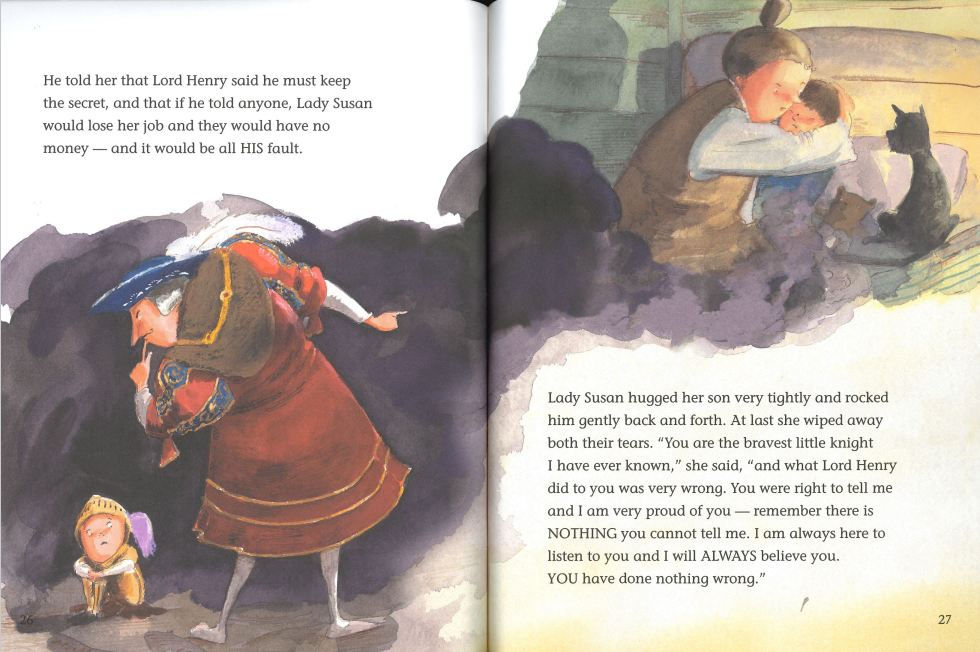 He told her that Lord Henry said he must keep
the secret, and that if he told anyone, Lady Susan
would lose her job and they would have no
money — and it would be all HIS fault.
26
Lady Susan hugged her son very tightly and rocked
him gently back and forth. At last she wiped away
both their tears. “You are the bravest little knight
I have ever known,” she said, “and what Lord Henry
did to you was very wrong. You were right to tell me
and I am very proud of you — remember there is
NOTHING you cannot tell me. I am always here to
listen to you and I will ALWAYS believe you.
YOU have done nothing wrong.”
27